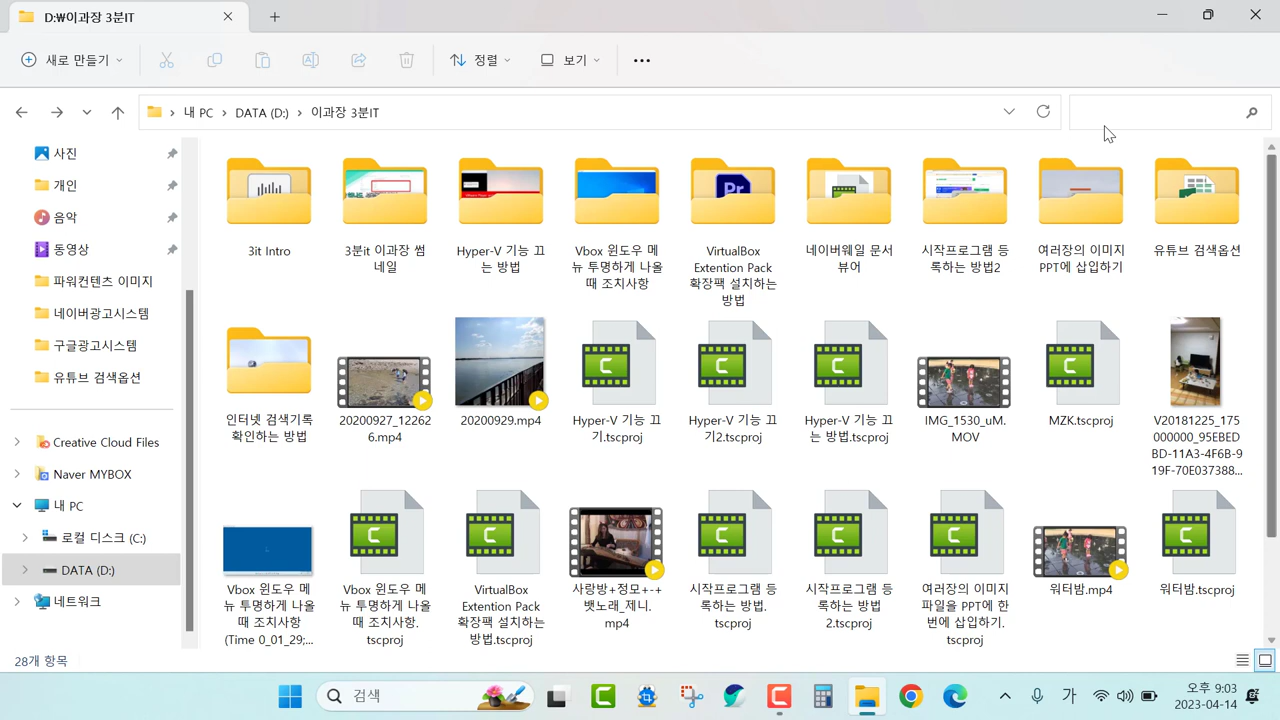 D:₩이과장 3분IT
새로 만들기
정렬
보기
내 PC > DATA (D:) > 이과장 3분IT
사진
개인
음악
동영상
파워컨텐츠 이미지
네이버광고시스템
구글광고시스템
유튜브 검색옵션
Creative Cloud Files
Naver MYBOX
내 PC
로컬 디스크 (C:)
DATA (D:)
네트워크
3it Intro
3분it 이과장 썸
네일
Hyper-V 기능 끄
는 방법
Vbox 윈도우 메
뉴 투명하게 나올
때 조치사항
VirtualBox
Extention Pack
확장팩 설치하는
방법
네이버웨일 문서
뷰어
시작프로그램 등
록하는 방법2
여러장의 이미지
PPT에 삽입하기
유튜브 검색옵션
인터넷 검색기록
확인하는 방법
20200927_12262
6.mp4
20200929.mp4
Hyper-V 기능 끄
기.tscproj
Hyper-V 기능 끄
기2.tscproj
Hyper-V 기능 끄
는 방법.tscproj
IMG_1530_uM.
MOV
MZK.tscproj
V20181225_175
000000_95EBED
BD-11A3-4F6B-9
19F-70E037388...
Vbox 윈도우 메
뉴 투명하게 나올
때 조치사항
(Time 0_01_29;...
Vbox 윈도우 메
뉴 투명하게 나올
때 조치사항.
tscproj
VirtualBox
Extention Pack
확장팩 설치하는
방법.tscproj
사랑방+정모+-+
뱃노래_제니.
mp4
시작프로그램 등
록하는 방법.
tscproj
시작프로그램 등
록하는 방법
2.tscproj
여러장의 이미지
파일을 PPT에 한
번에 삽입하기.
tscproj
워터밤.mp4
워터밤.tscproj
28개 항목
검색
가
오후 9:03
2023-04-14